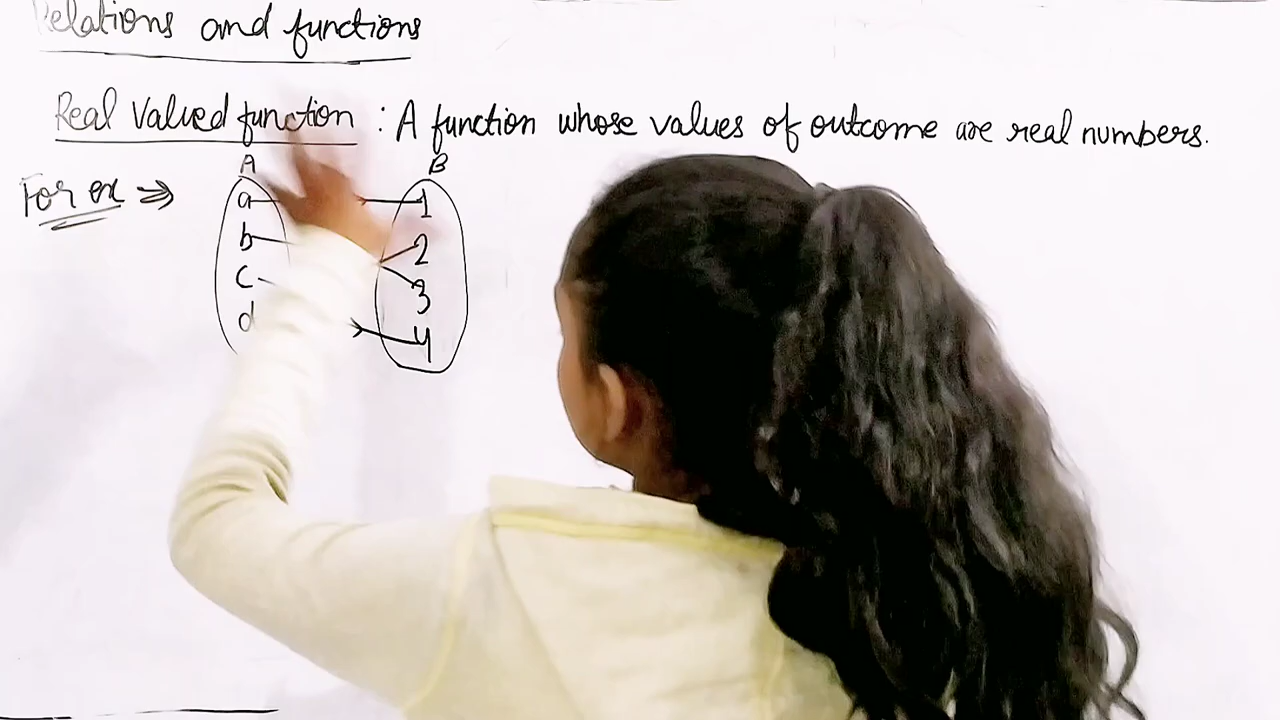 Relations and functions
Real Valued function : A function whose values of outcome are real numbers.
A B
For ex ⇒
a 1
b 2
c 3
d 4